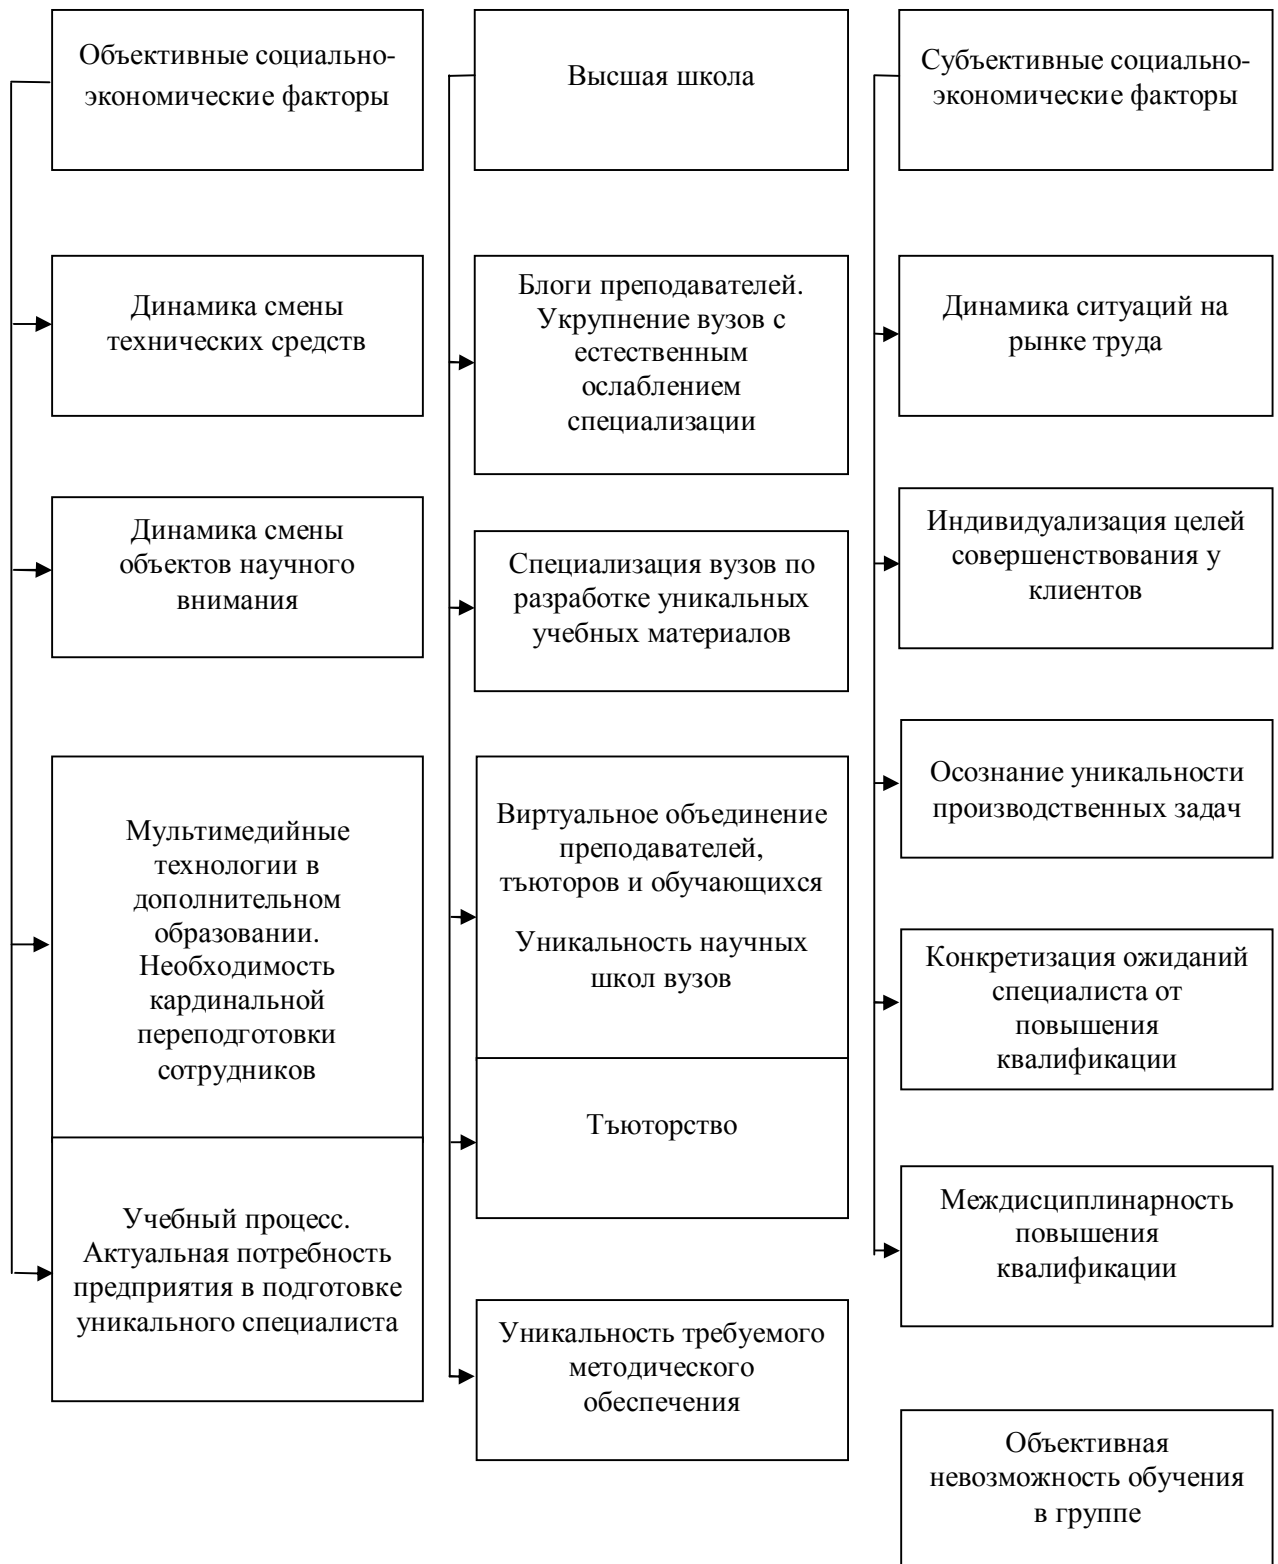 Объективные социально-
экономические факторы
Динамика смены
технических средств
Динамика смены
объектов научного
внимания
Мультимедийные
технологии в
дополнительном
образовании.
Необходимость
кардинальной
переподготовки
сотрудников
Учебный процесс.
Актуальная потребность
предприятия в подготовке
уникального специалиста
Высшая школа
Блоги преподавателей.
Укрупнение вузов с
естественным
ослаблением
специализации
Специализация вузов по
разработке уникальных
учебных материалов
Виртуальное объединение
преподавателей,
тъюторов и обучающихся
Уникальность научных
школ вузов
Тъюторство
Уникальность требуемого
методического
обеспечения
Субъективные социально-
экономические факторы
Динамика ситуаций на
рынке труда
Индивидуализация целей
совершенствования у
клиентов
Осознание уникальности
производственных задач
Конкретизация ожиданий
специалиста от
повышения
квалификации
Междисциплинарность
повышения
квалификации
Объективная
невозможность обучения
в группе